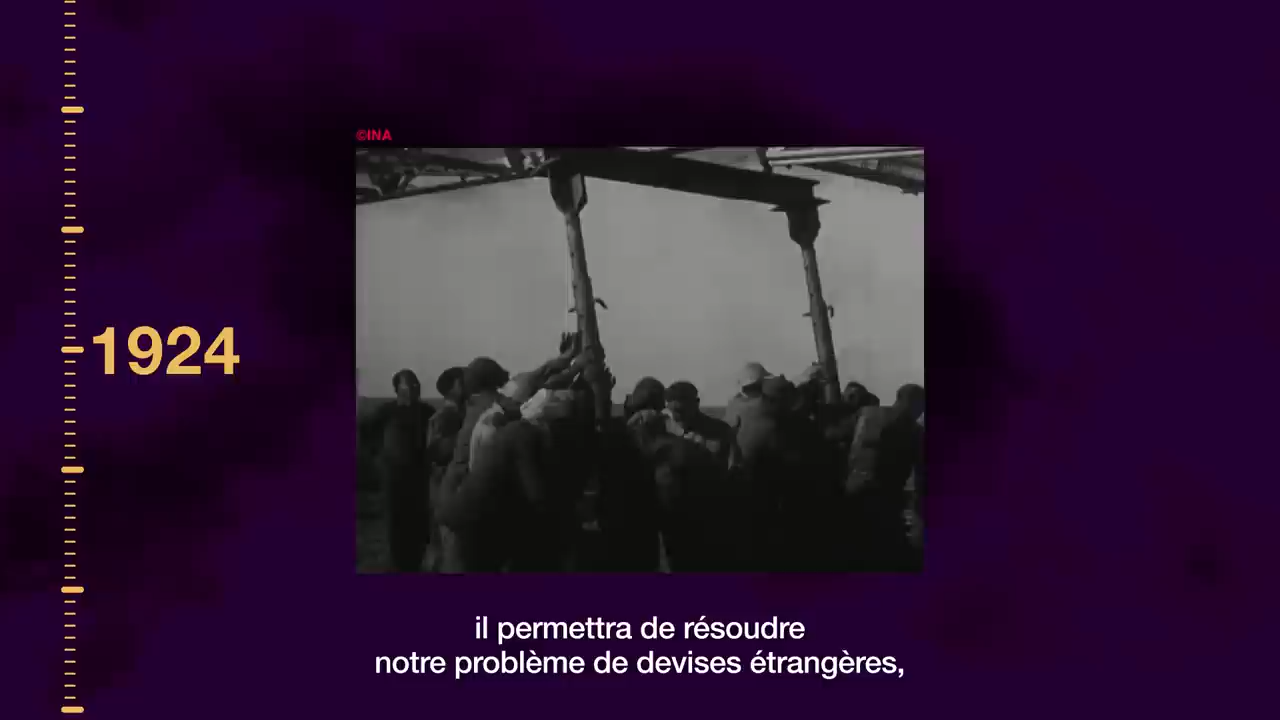 ©INA
1924
il permettra de résoudre
notre problème de devises étrangères,